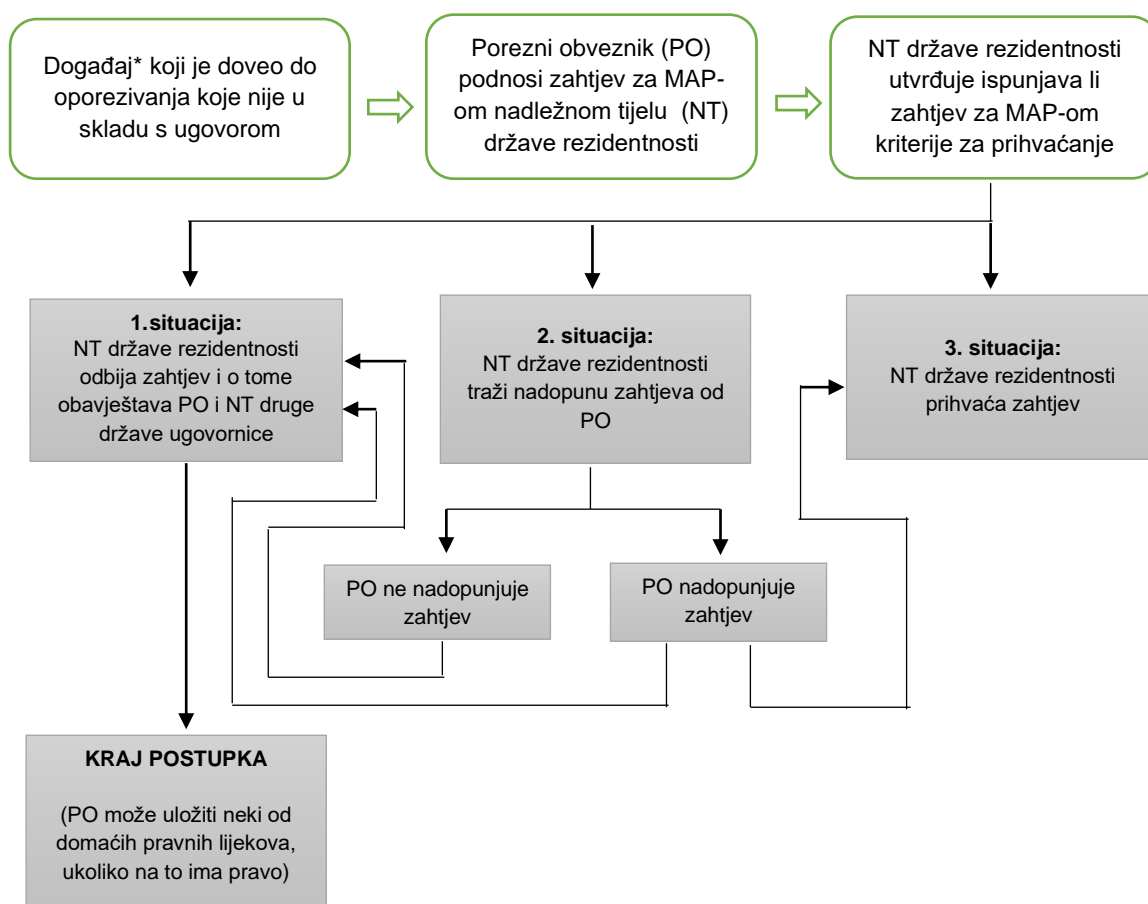 Događaj* koji je doveo do
oporezivanja koje nije u
skladu s ugovorom
Porezni obveznik (PO)
podnosi zahtjev za MAP-
om nadležnom tijelu (NT)
države rezidentnosti
NT države rezidentnosti
utvrđuje ispunjava li
zahtjev za MAP-om
kriterije za prihvaćanje
1.situacija:
NT države rezidentnosti
odbija zahtjev i o tome
obavještava PO i NT druge
države ugovornice
2. situacija:
NT države rezidentnosti
traži nadopunu zahtjeva od
PO
3. situacija:
NT države rezidentnosti
prihvaća zahtjev
PO ne nadopunjuje
zahtjev
PO nadopunjuje
zahtjev
KRAJ POSTUPKA
(PO može uložiti neki od
domaćih pravnih lijekova,
ukoliko na to ima pravo)